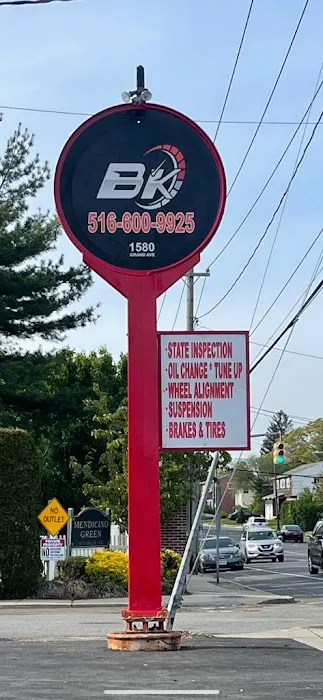 BK
516-600-9925
1580
GRAND AVE
· STATE INSPECTION
· OIL CHANGE * TUNE UP
· WHEEL ALIGNMENT
· SUSPENSION
· BRAKES & TIRES
NO
OUTLET
MENDICINO
GREEN
NO